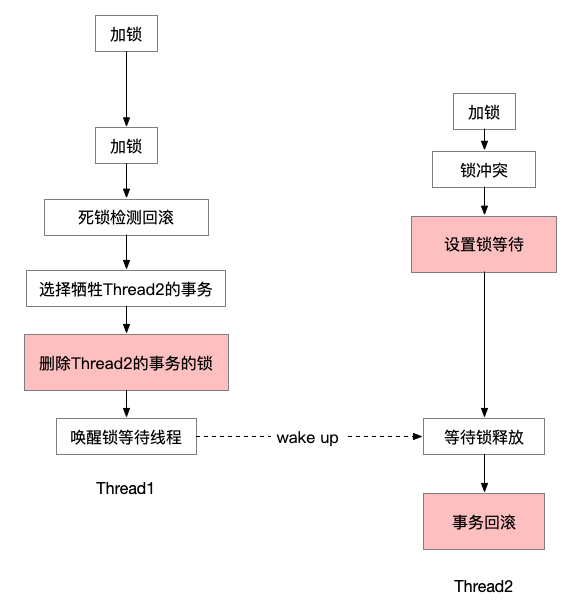 加锁
加锁
死锁检测回滚
选择牺牲Thread2的事务
删除Thread2的事务的锁
唤醒锁等待线程
wake up
Thread1
加锁
锁冲突
设置锁等待
等待锁释放
事务回滚
Thread2